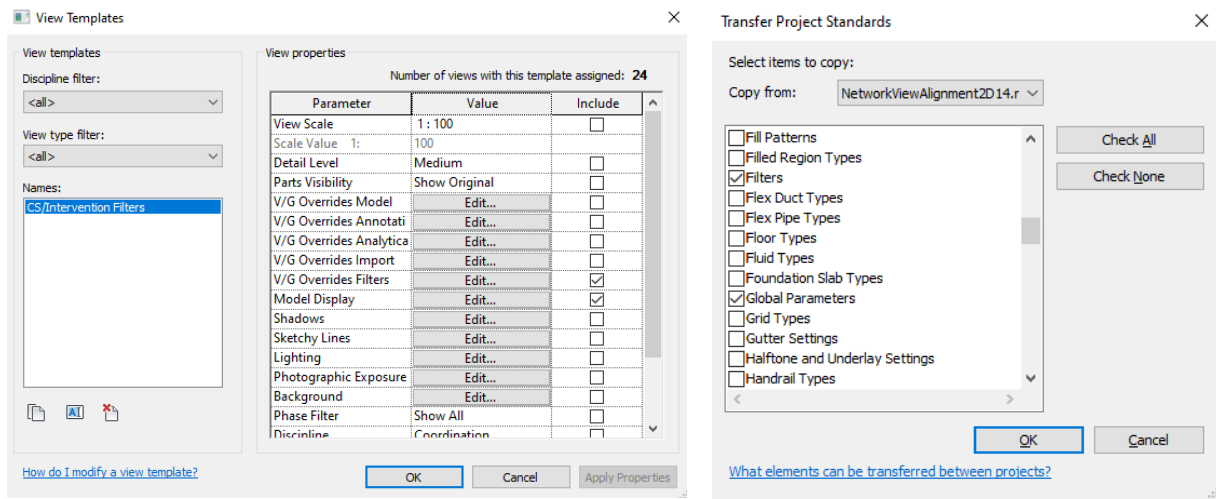 View Templates
View templates
Discipline filter:
<all>
View type filter:
<all>
Names:
CS/Intervention Filters
How do I modify a view template?
View properties
Number of views with this template assigned: 24
Parameter Value Include
View Scale 1 : 100
Scale Value 1: 100
Detail Level Medium
Parts Visibility Show Original
V/G Overrides Model Edit...
V/G Overrides Annotati Edit...
V/G Overrides Analytica Edit...
V/G Overrides Import Edit...
V/G Overrides Filters Edit...
Model Display Edit...
Shadows Edit...
Sketchy Lines Edit...
Lighting Edit...
Photographic Exposure Edit...
Background Edit...
Phase Filter Show All
Discipline Coordination
OK Cancel Apply Properties
Transfer Project Standards
Select items to copy:
Copy from: NetworkViewAlignment2D14.r
Fill Patterns
Filled Region Types
Filters
Flex Duct Types
Flex Pipe Types
Floor Types
Fluid Types
Foundation Slab Types
Global Parameters
Grid Types
Gutter Settings
Halftone and Underlay Settings
Handrail Types
Check All
Check None
OK Cancel
What elements can be transferred between projects?